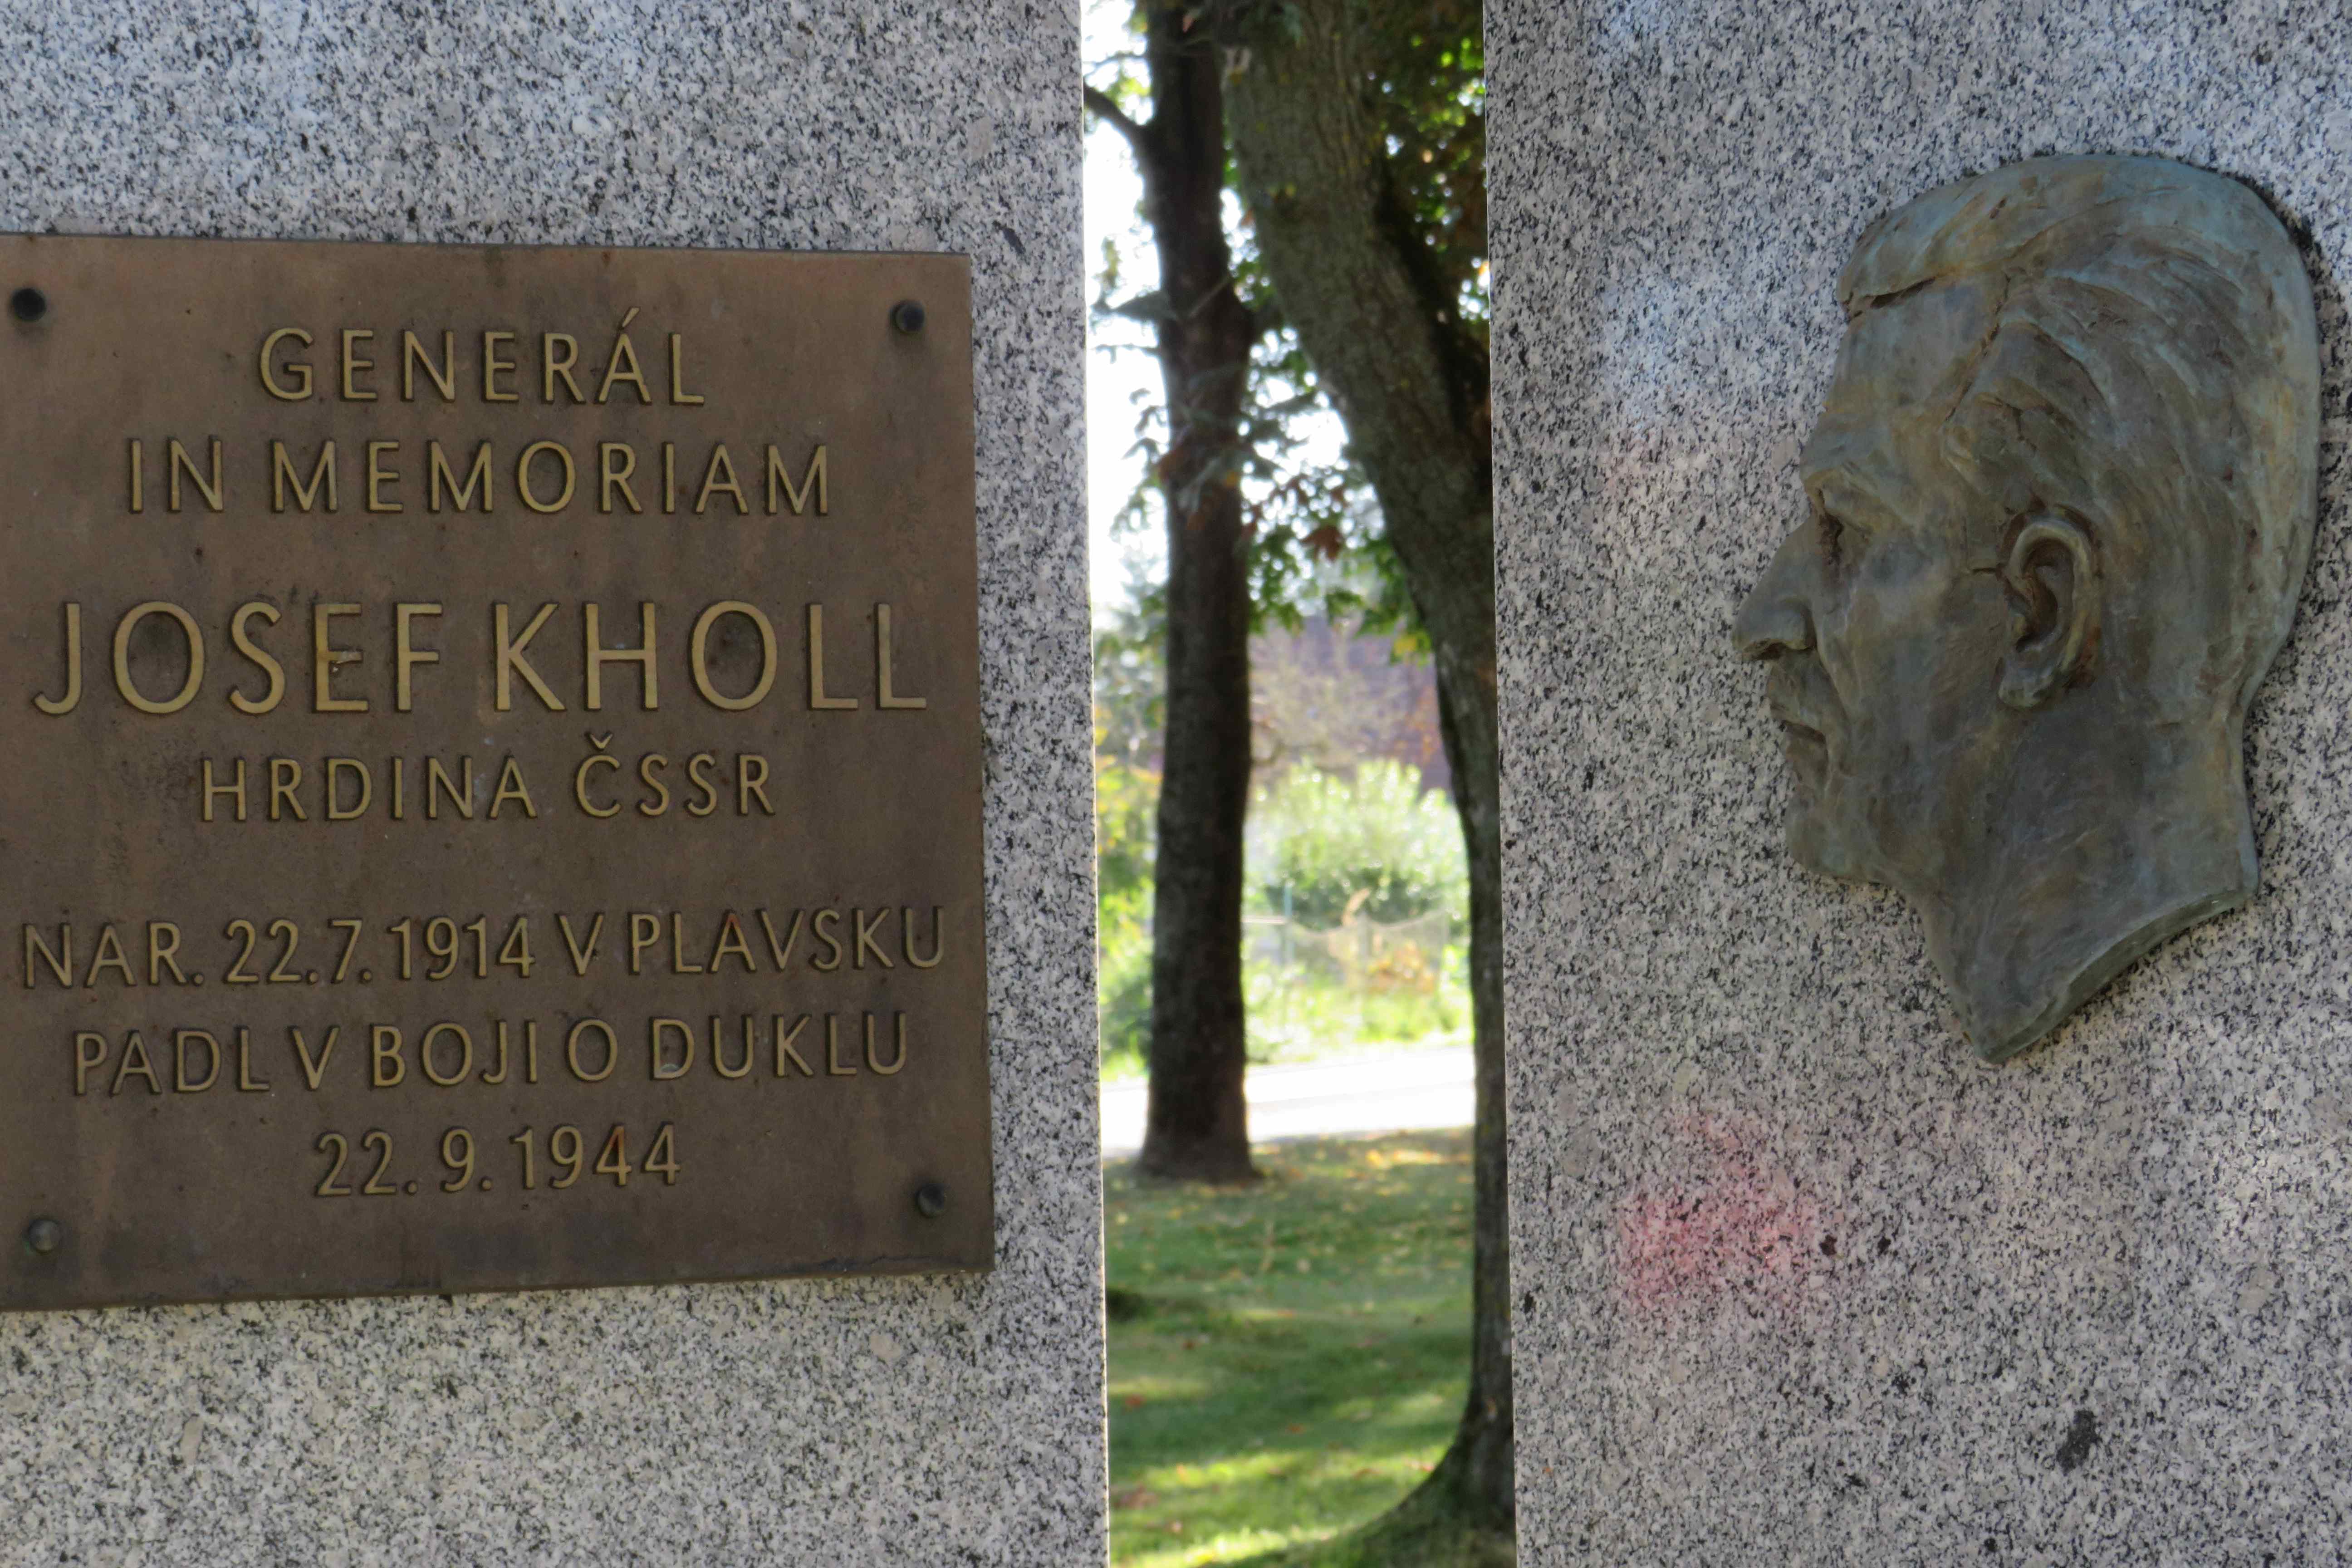 GENERÁL
IN MEMORIAM
JOSEF KHOLL
HRDINA ČSSR
NAR. 22.7.1914 V PLAVSKU
PADL V BOJI O DUKLU
22.9.1944